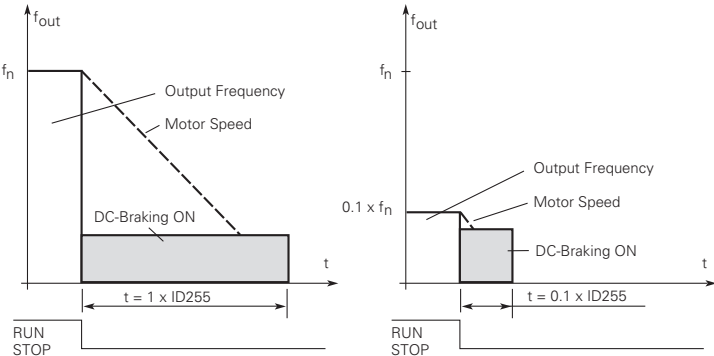 fout
fn
Output Frequency
Motor Speed
DC-Braking ON
t
t = 1 x ID255
RUN
STOP
fout
fn
Output Frequency
0.1 x fn
Motor Speed
DC-Braking ON
t
t = 0.1 x ID255
RUN
STOP